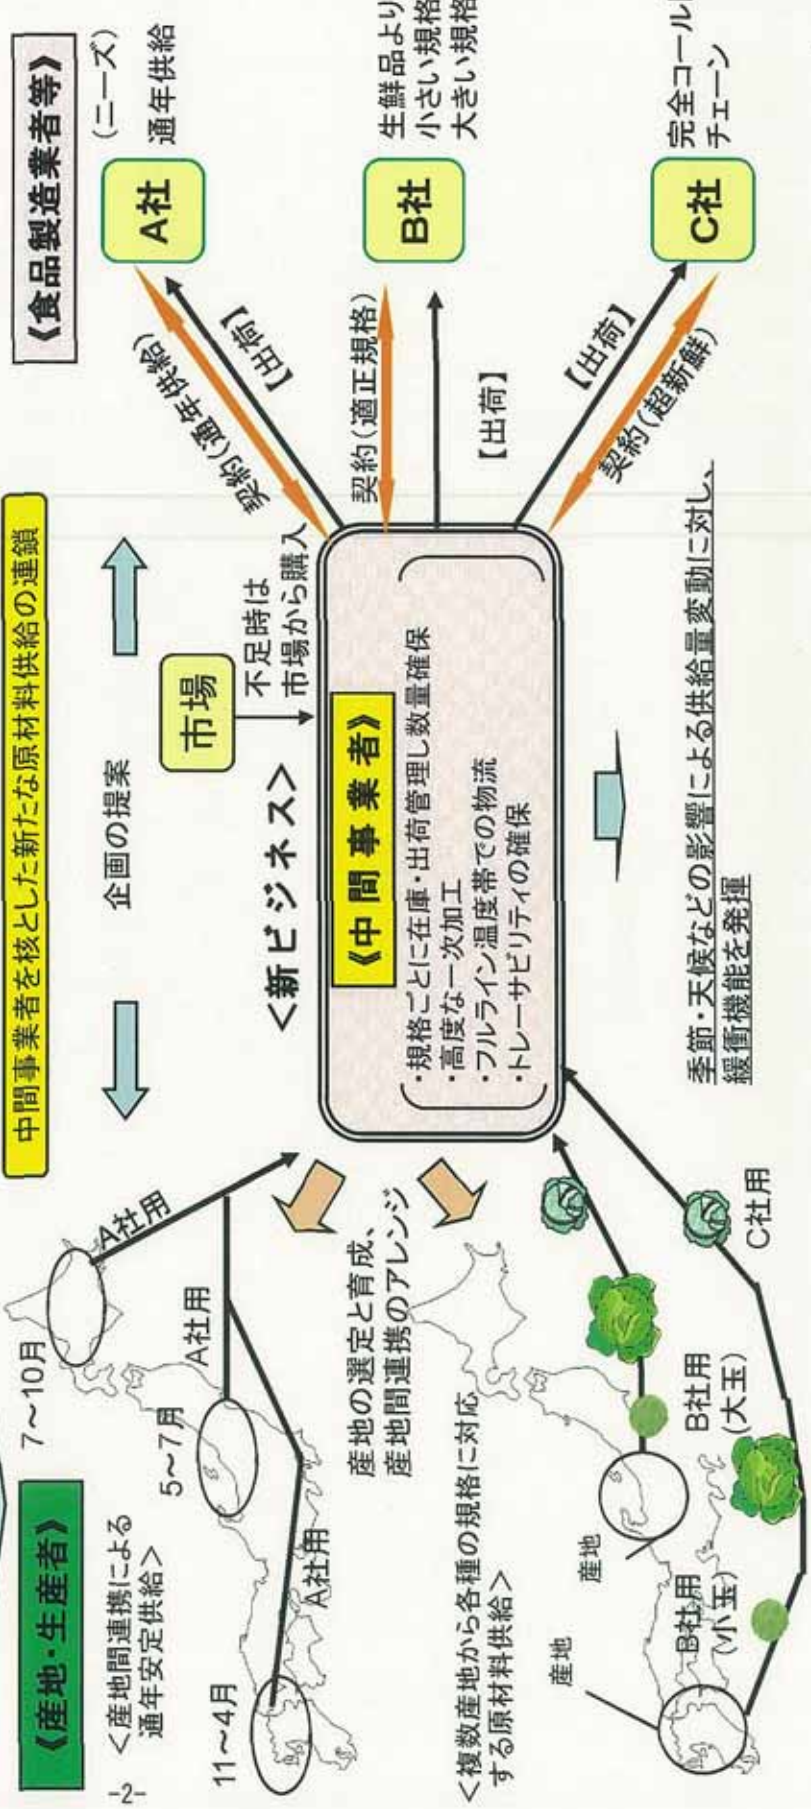 中間事業者を核とした新たな原材料供給の連鎖
《産地・生産者》
企画の提案
《食品製造業者等》
-2-
＜産地間連携による
通年安定供給＞
7～10月
5～7月
11～4月
A社用
A社用
A社用
産地の選定と育成、
産地間連携のアレンジ
＜複数産地から各種の規格に対応
する原材料供給＞
産地
産地
B社用
(小玉)
B社用
(大玉)
C社用
市場
不足時は
市場から購入
＜新ビジネス＞
《中間事業者》
・規格ごとに在庫・出荷管理し数量確保
・高度な一次加工
・フルライン温度帯での物流
・トレーサビリティの確保
季節・天候などの影響による供給量変動に対し、
緩衝機能を発揮
契約(通年供給)
【出荷】
契約(適正規格)
【出荷】
【出荷】
契約(超新鮮)
(ニーズ)
A社
通年供給
B社
生鮮品より
小さい規格
大きい規格
C社
完全コールド
チェーン